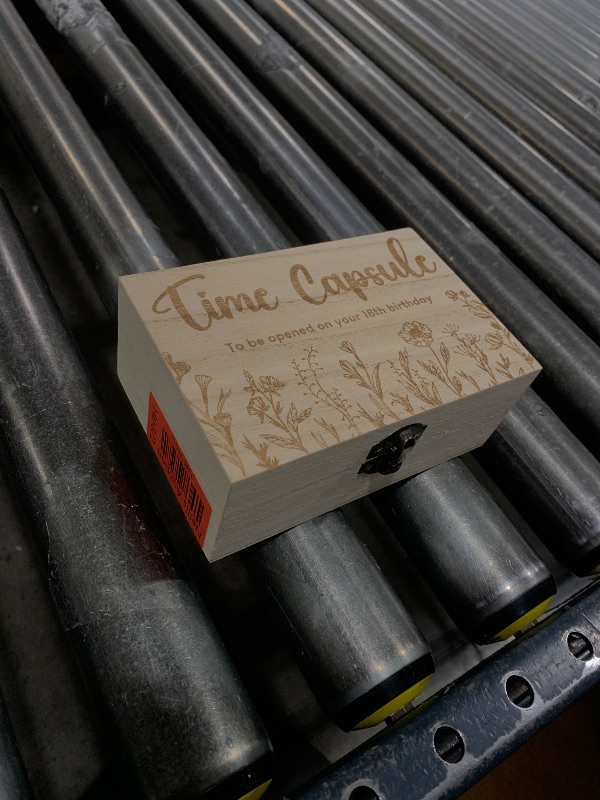 Time Capsule
To be opened on your 18th birthday